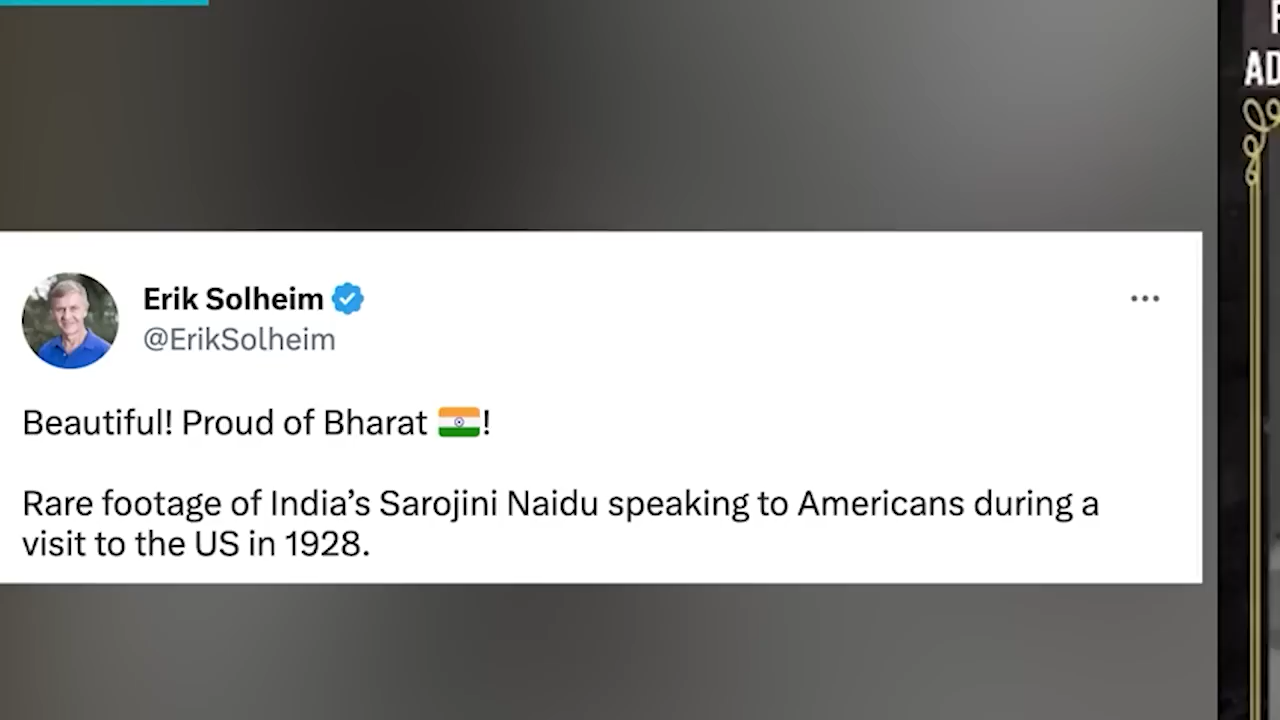 Erik Solheim
@ErikSolheim
Beautiful! Proud of Bharat 🇮🇳!
Rare footage of India’s Sarojini Naidu speaking to Americans during a
visit to the US in 1928.
AD